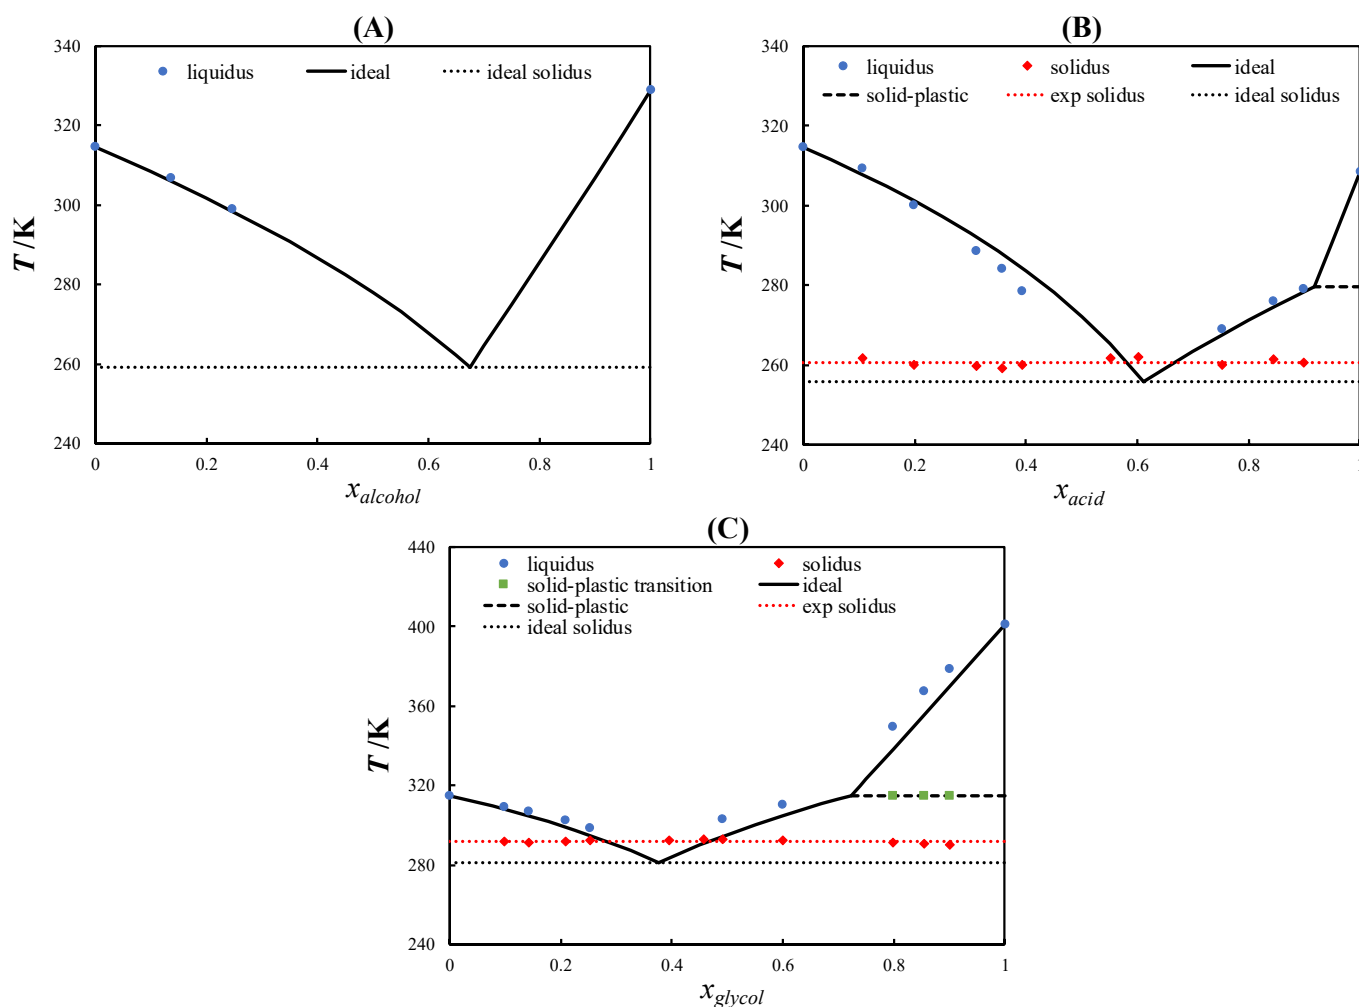 (A)
340
320
300
280
260
240
T /K
liquidus ideal ideal solidus
0 0.2 0.4 0.6 0.8 1
x_alcohol
(B)
340
320
300
280
260
240
T /K
liquidus solidus ideal
solid-plastic exp solidus ideal solidus
0 0.2 0.4 0.6 0.8
x_acid
(C)
440
400
360
320
280
240
T /K
liquidus solidus
solid-plastic transition ideal
solid-plastic exp solidus
ideal solidus
0 0.2 0.4 0.6 0.8 1
x_glycol